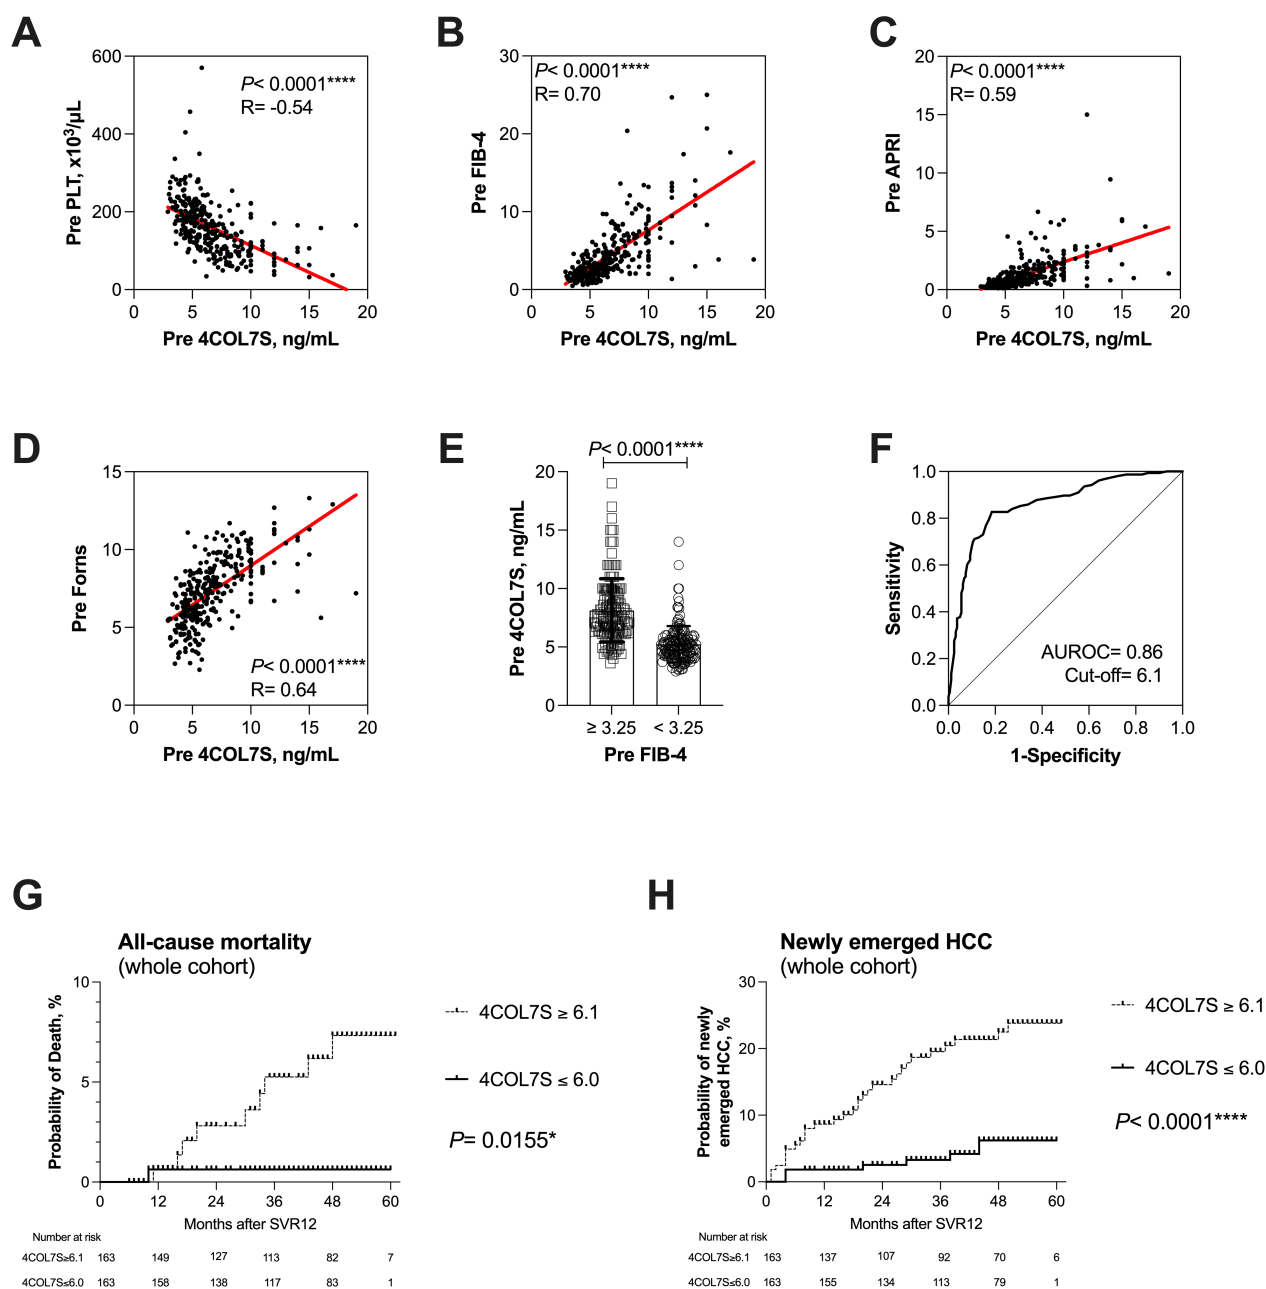 A
600
400
200
0
Pre PLT, x10³/µL
P< 0.0001****
R= -0.54
0 5 10 15 20
Pre 4COL7S, ng/mL
B
30
20
10
0
Pre FIB-4
P< 0.0001****
R= 0.70
0 5 10 15 20
Pre 4COL7S, ng/mL
C
20
15
10
5
0
Pre APRI
P< 0.0001****
R= 0.59
0 5 10 15 20
Pre 4COL7S, ng/mL
D
15
10
5
0
Pre Forns
P< 0.0001****
R= 0.64
0 5 10 15 20
Pre 4COL7S, ng/mL
E
P< 0.0001****
20
15
10
5
0
Pre 4COL7S, ng/mL
≥ 3.25 < 3.25
Pre FIB-4
F
1.0
0.8
0.6
0.4
0.2
0.0
Sensitivity
AUROC= 0.86
Cut-off= 6.1
0.0 0.2 0.4 0.6 0.8 1.0
1-Specificity
G
All-cause mortality
(whole cohort)
10
5
0
Probability of Death, %
4COL7S ≥ 6.1
4COL7S ≤ 6.0
P= 0.0155*
0 12 24 36 48 60
Months after SVR12
Number at risk
4COL7S≥6.1 163 149 127 113 82 7
4COL7S≤6.0 163 158 138 117 83 1
H
Newly emerged HCC
(whole cohort)
30
20
10
0
Probability of newly
emerged HCC, %
4COL7S ≥ 6.1
4COL7S ≤ 6.0
P< 0.0001****
0 12 24 36 48 60
Months after SVR12
Number at risk
4COL7S≥6.1 163 137 107 92 70 6
4COL7S≤6.0 163 155 134 113 79 1